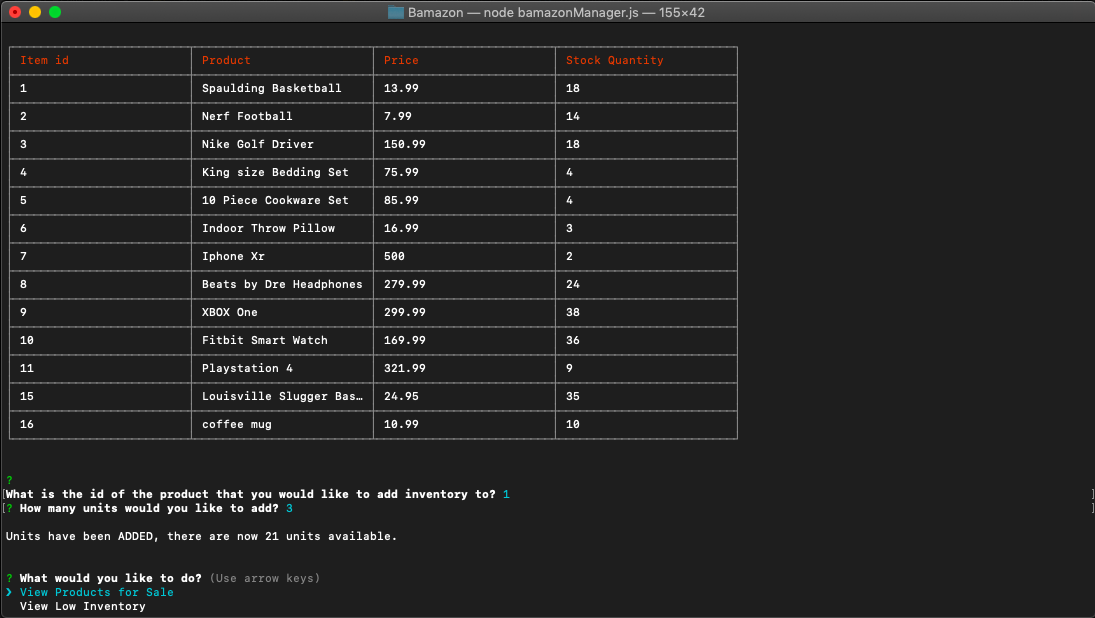 Bamazon — node bamazonManager.js — 155×42
Item id Product Price Stock Quantity
1 Spaulding Basketball 13.99 18
2 Nerf Football 7.99 14
3 Nike Golf Driver 150.99 18
4 King size Bedding Set 75.99 4
5 10 Piece Cookware Set 85.99 4
6 Indoor Throw Pillow 16.99 3
7 Iphone Xr 500 2
8 Beats by Dre Headphones 279.99 24
9 XBOX One 299.99 38
10 Fitbit Smart Watch 169.99 36
11 Playstation 4 321.99 9
15 Louisville Slugger Bas… 24.95 35
16 coffee mug 10.99 10
?
[What is the id of the product that you would like to add inventory to? 1 ]
[? How many units would you like to add? 3 ]
Units have been ADDED, there are now 21 units available.
? What would you like to do? (Use arrow keys)
❯ View Products for Sale
View Low Inventory